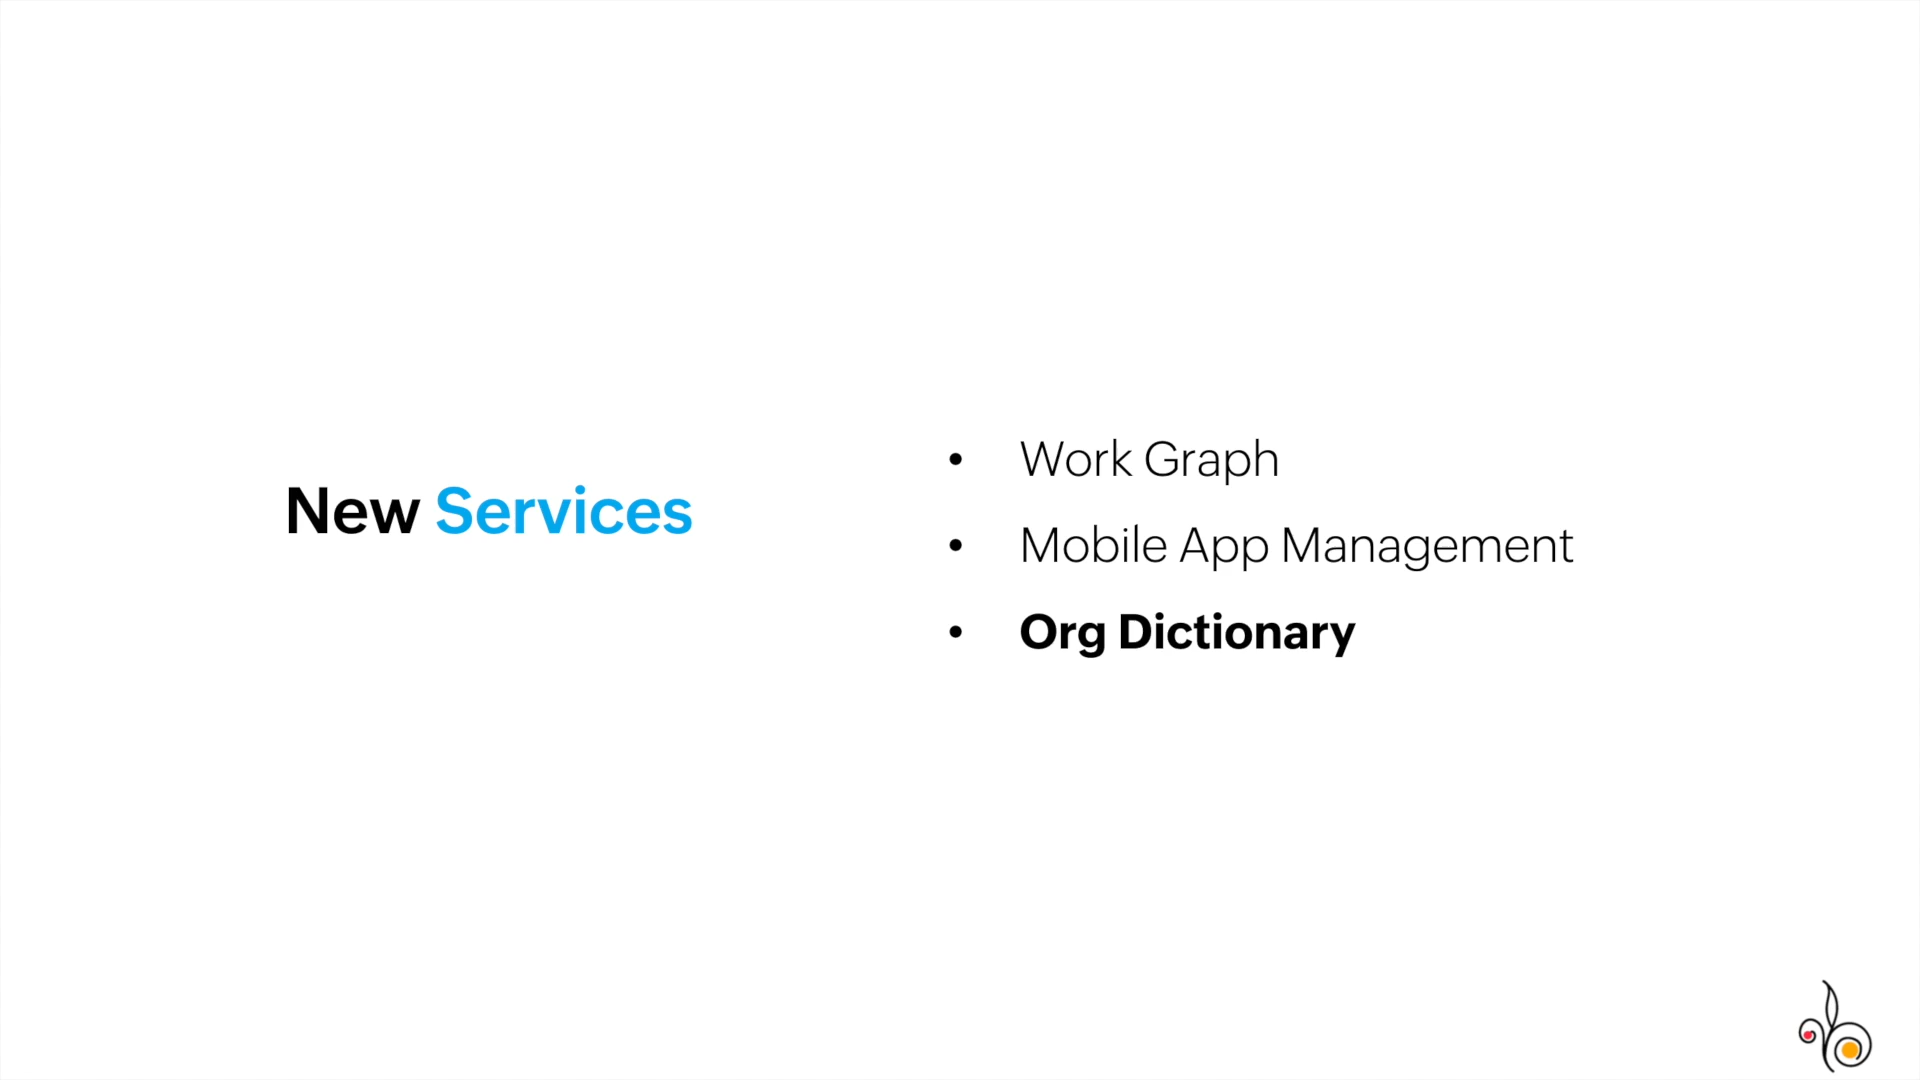 New Services
• Work Graph
• Mobile App Management
• Org Dictionary